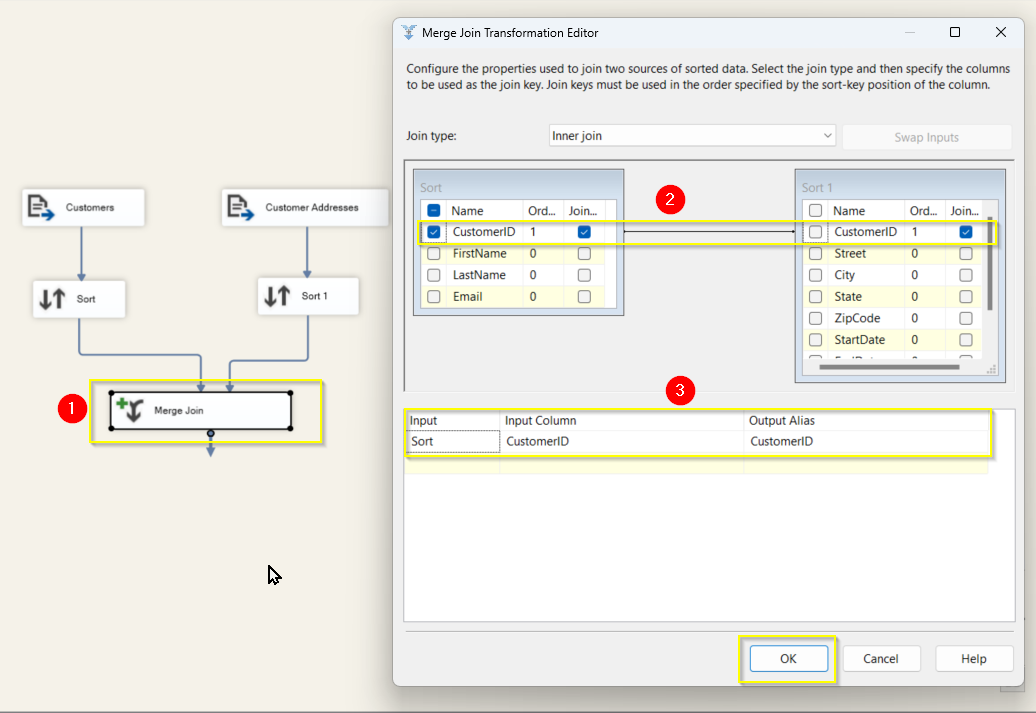 Merge Join Transformation Editor
Configure the properties used to join two sources of sorted data. Select the join type and then specify the columns
to be used as the join key. Join keys must be used in the order specified by the sort-key position of the column.
Join type: Inner join Swap Inputs
Customers Customer Addresses
Sort Sort 1
1 Merge Join
2
Sort
Name Ord... Join...
CustomerID 1
FirstName 0
LastName 0
Email 0
Sort 1
Name Ord... Join...
CustomerID 1
Street 0
City 0
State 0
ZipCode 0
StartDate 0
3
Input Input Column Output Alias
Sort CustomerID CustomerID
OK Cancel Help